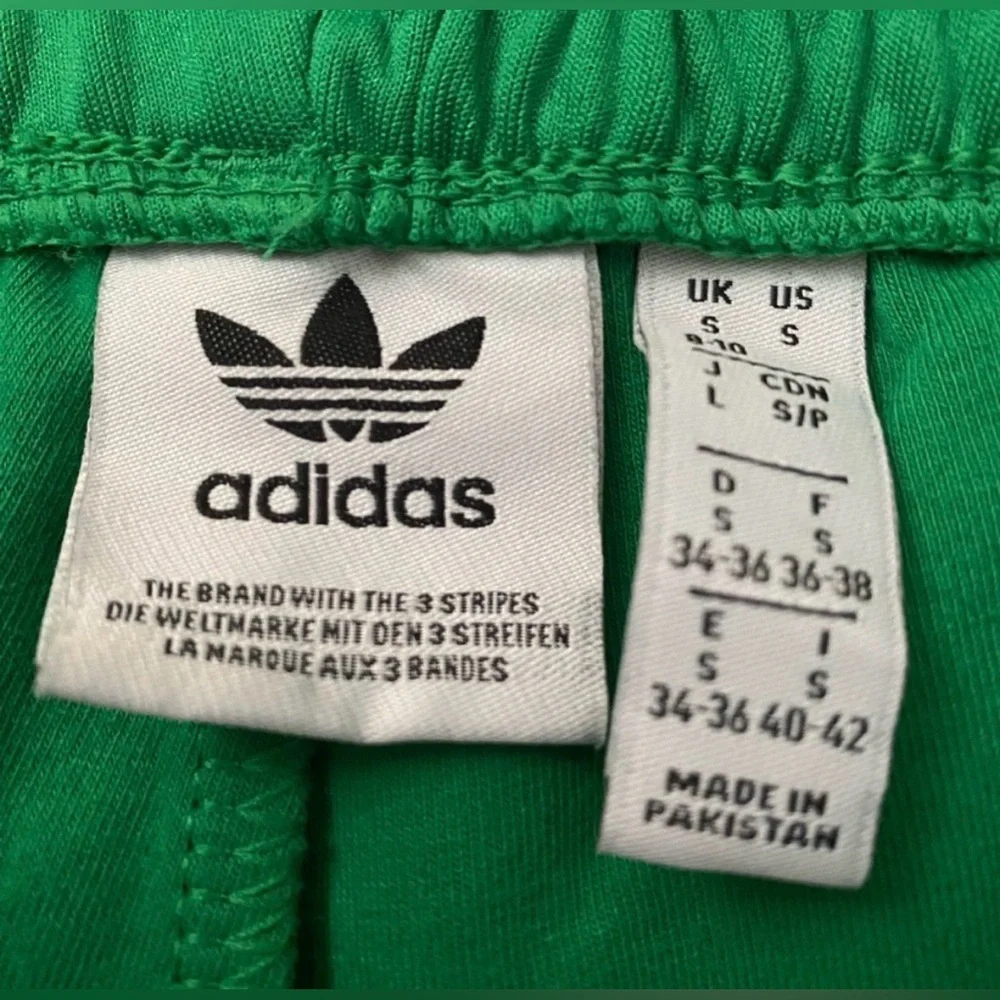 adidas
THE BRAND WITH THE 3 STRIPES
DIE WELTMARKE MIT DEN 3 STREIFEN
LA MARQUE AUX 3 BANDES
UK US
S S
8-10
J CDN
L S/P
D F
S S
34-36 36-38
E I
S S
34-36 40-42
MADE IN
PAKISTAN